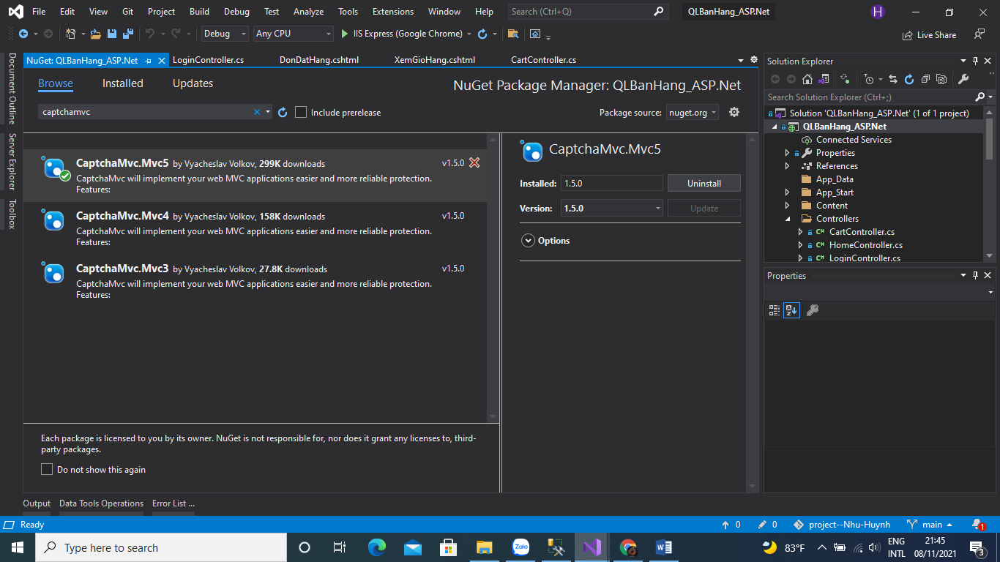 File Edit View Git Project Build Debug Test Analyze Tools Extensions Window Help Search (Ctrl+Q) QLBanHang_ASP.Net H
Debug Any CPU IIS Express (Google Chrome) Live Share
Document Outline
Server Explorer
Toolbox
NuGet: QLBanHang_ASP.Net LoginController.cs DonDatHang.cshtml XemGioHang.cshtml CartController.cs
Browse Installed Updates
NuGet Package Manager: QLBanHang_ASP.Net
captchamvc
Include prerelease
Package source: nuget.org
CaptchaMvc.Mvc5 by Vyacheslav Volkov, 299K downloads v1.5.0
CaptchaMvc will implement your web MVC applications easier and more reliable protection.
Features:
CaptchaMvc.Mvc4 by Vyacheslav Volkov, 158K downloads v1.5.0
CaptchaMvc will implement your web MVC applications easier and more reliable protection.
Features:
CaptchaMvc.Mvc3 by Vyacheslav Volkov, 27.8K downloads v1.5.0
CaptchaMvc will implement your web MVC applications easier and more reliable protection.
Features:
Each package is licensed to you by its owner. NuGet is not responsible for, nor does it grant any licenses to, third-
party packages.
Do not show this again
CaptchaMvc.Mvc5
Installed: 1.5.0 Uninstall
Version: 1.5.0 Update
Options
Solution Explorer
Search Solution Explorer (Ctrl+;)
Solution 'QLBanHang_ASP.Net' (1 of 1 project)
QLBanHang_ASP.Net
Connected Services
Properties
References
App_Data
App_Start
Content
Controllers
C# CartController.cs
C# HomeController.cs
C# LoginController.cs
Properties
Output Data Tools Operations Error List ...
Ready 0 0 project--Nhu-Huynh main 1
Type here to search
Zalo
83°F
ENG
INTL
21:45
08/11/2021
3